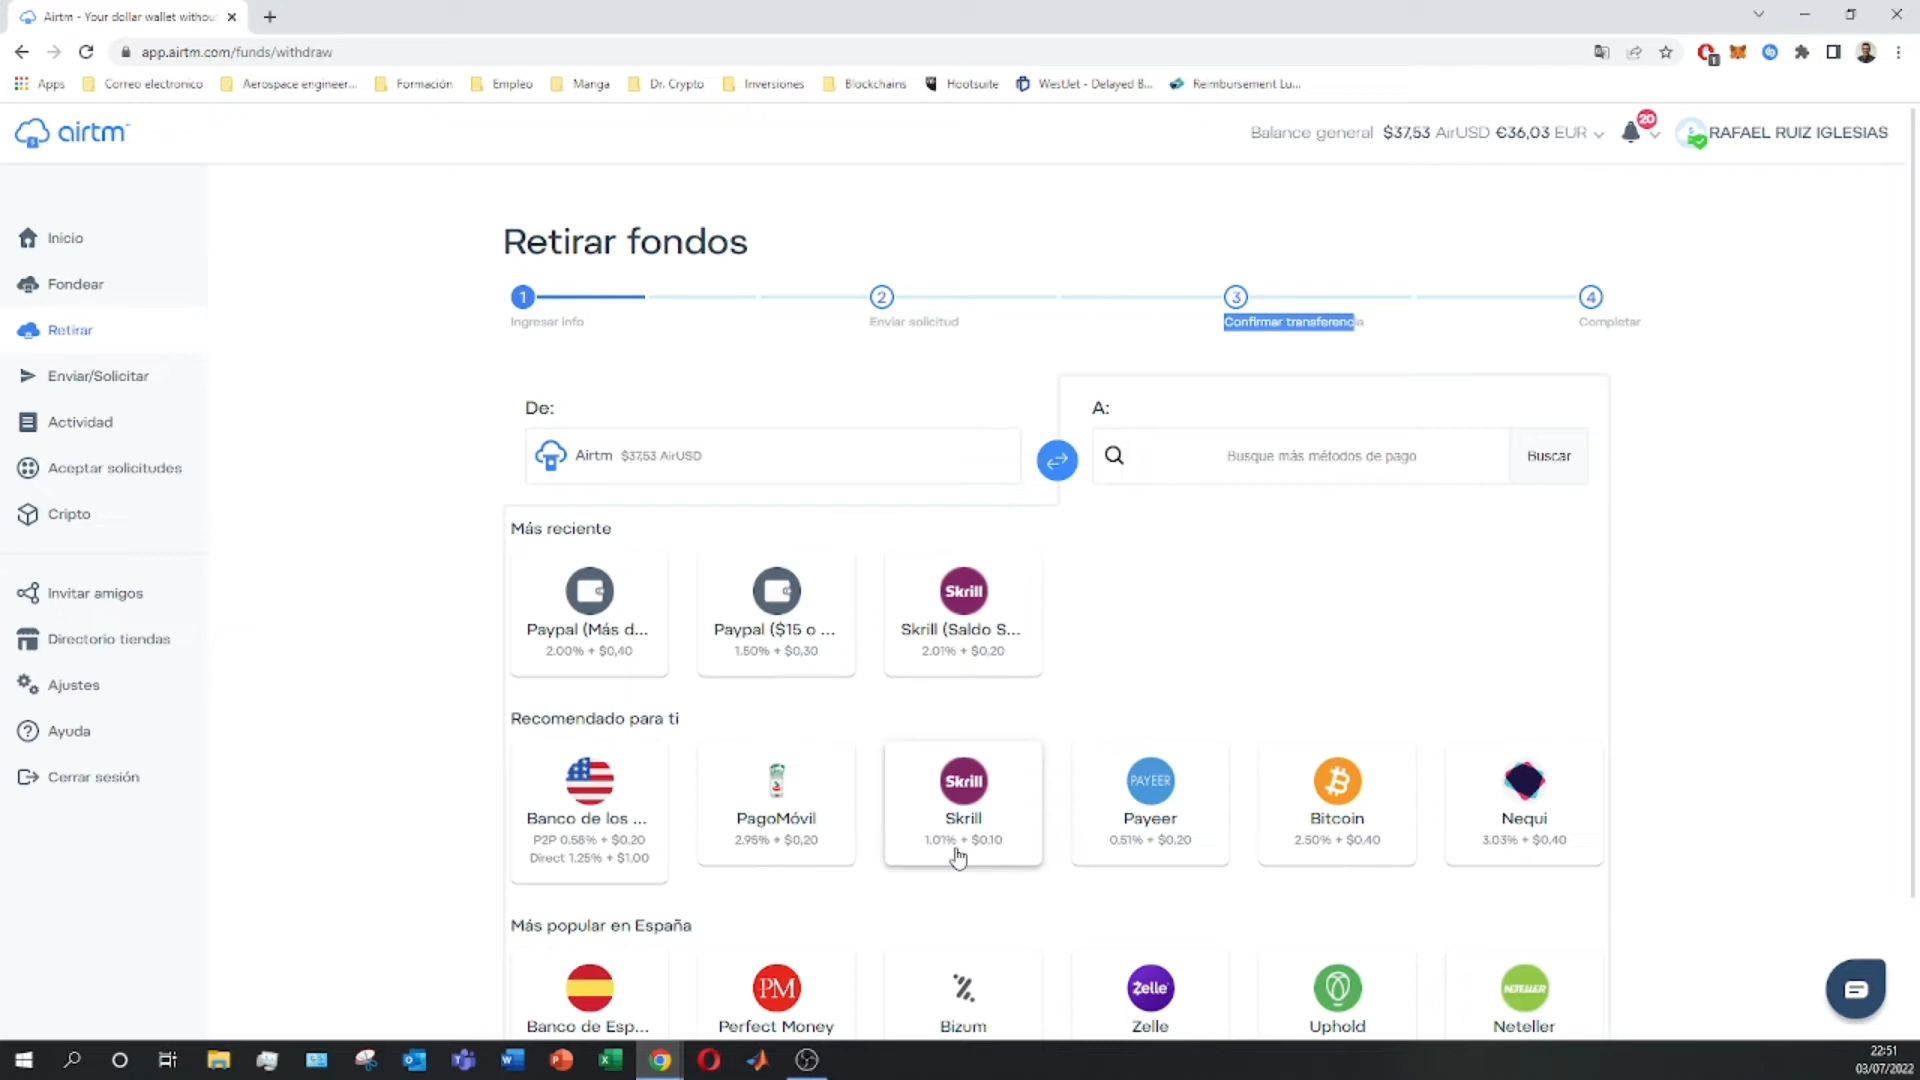 Airtm - Your dollar wallet withou
app.airtm.com/funds/withdraw
1
Apps
Correo electronico
Aerospace engineer...
Formación
Empleo
Manga
Dr. Crypto
Inversiones
Blockchains
Hootsuite
WestJet - Delayed B...
Reimbursement Lu...
airtm
Balance general $37,53 AirUSD €36,03 EUR
20
RAFAEL RUIZ IGLESIAS
Inicio
Fondear
Retirar
Enviar/Solicitar
Actividad
Aceptar solicitudes
Cripto
Invitar amigos
Directorio tiendas
Ajustes
Ayuda
Cerrar sesión
Retirar fondos
1
Ingresar info
2
Enviar solicitud
3
Confirmar transferencia
4
Completar
De:
Airtm $37,53 AirUSD
A:
Busque más métodos de pago
Buscar
Más reciente
Paypal (Más d...
2.00% + $0,40
Paypal ($15 o ...
1.50% + $0,30
Skrill
Skrill (Saldo S...
2.01% + $0,20
Recomendado para ti
Banco de los ...
P2P 0.58% + $0,20
Direct 1.25% + $1,00
PagoMóvil
2.95% + $0,20
Skrill
Skrill
1.01% + $0,10
PAYEER
Payeer
0.51% + $0,20
Bitcoin
2.50% + $0,40
Nequi
3.03% + $0,40
Más popular en España
Banco de Esp...
PM
Perfect Money
Bizum
Zelle
Zelle
Uphold
NETELLER
Neteller
22:51
03/07/2022